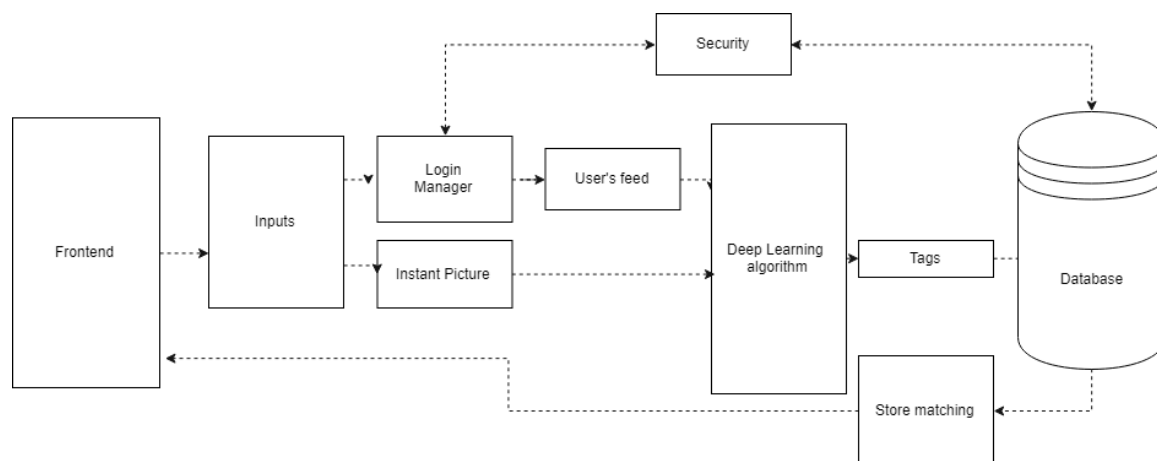 Security
Login
Manager
User's feed
Inputs
Frontend
Instant Picture
Deep Learning
algorithm
Tags
Database
Store matching